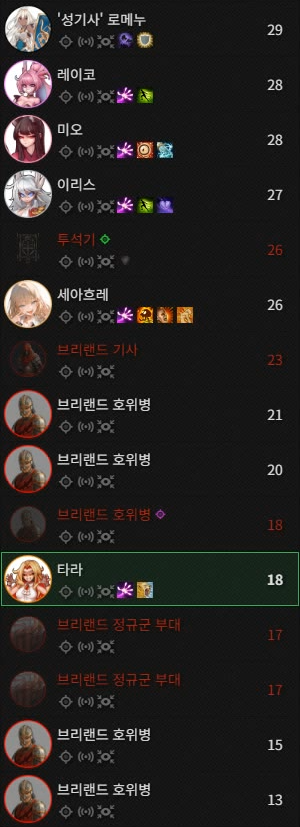 '성기사' 로메누
29
레이코
28
미오
28
이리스
27
투석기
26
세아흐레
26
브리랜드 기사
23
브리랜드 호위병
21
브리랜드 호위병
20
브리랜드 호위병
18
타라
18
브리랜드 정규군 부대
17
브리랜드 정규군 부대
17
브리랜드 호위병
15
브리랜드 호위병
13